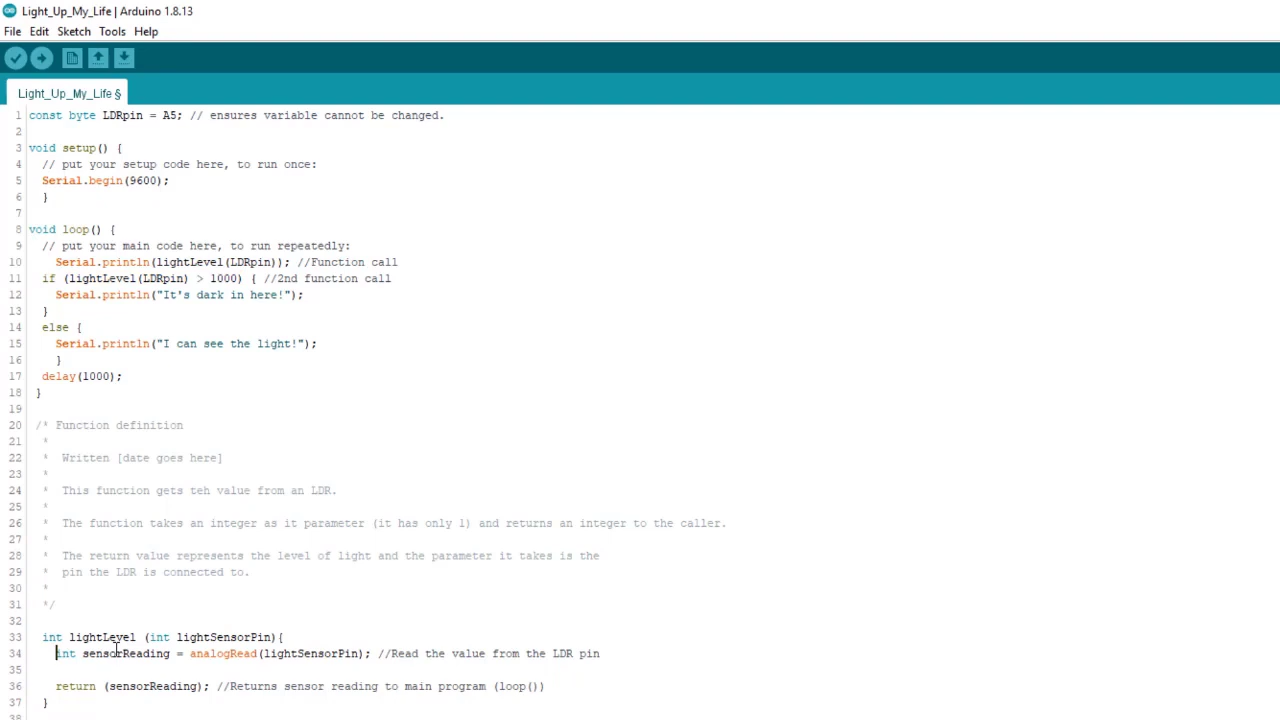 Light_Up_My_Life | Arduino 1.8.13
File Edit Sketch Tools Help
Light_Up_My_Life §
1 const byte LDRpin = A5; // ensures variable cannot be changed.
2
3 void setup() {
4 // put your setup code here, to run once:
5 Serial.begin(9600);
6 }
7
8 void loop() {
9 // put your main code here, to run repeatedly:
10 Serial.println(lightLevel(LDRpin)); //Function call
11 if (lightLevel(LDRpin) > 1000) { //2nd function call
12 Serial.println("It's dark in here!");
13 }
14 else {
15 Serial.println("I can see the light!");
16 }
17 delay(1000);
18 }
19
20 /* Function definition
21 *
22 * Written [date goes here]
23 *
24 * This function gets teh value from an LDR.
25 *
26 * The function takes an integer as it parameter (it has only 1) and returns an integer to the caller.
27 *
28 * The return value represents the level of light and the parameter it takes is the
29 * pin the LDR is connected to.
30 *
31 */
32
33 int lightLevel (int lightSensorPin){
34 int sensorReading = analogRead(lightSensorPin); //Read the value from the LDR pin
35
36 return (sensorReading); //Returns sensor reading to main program (loop())
37 }
38